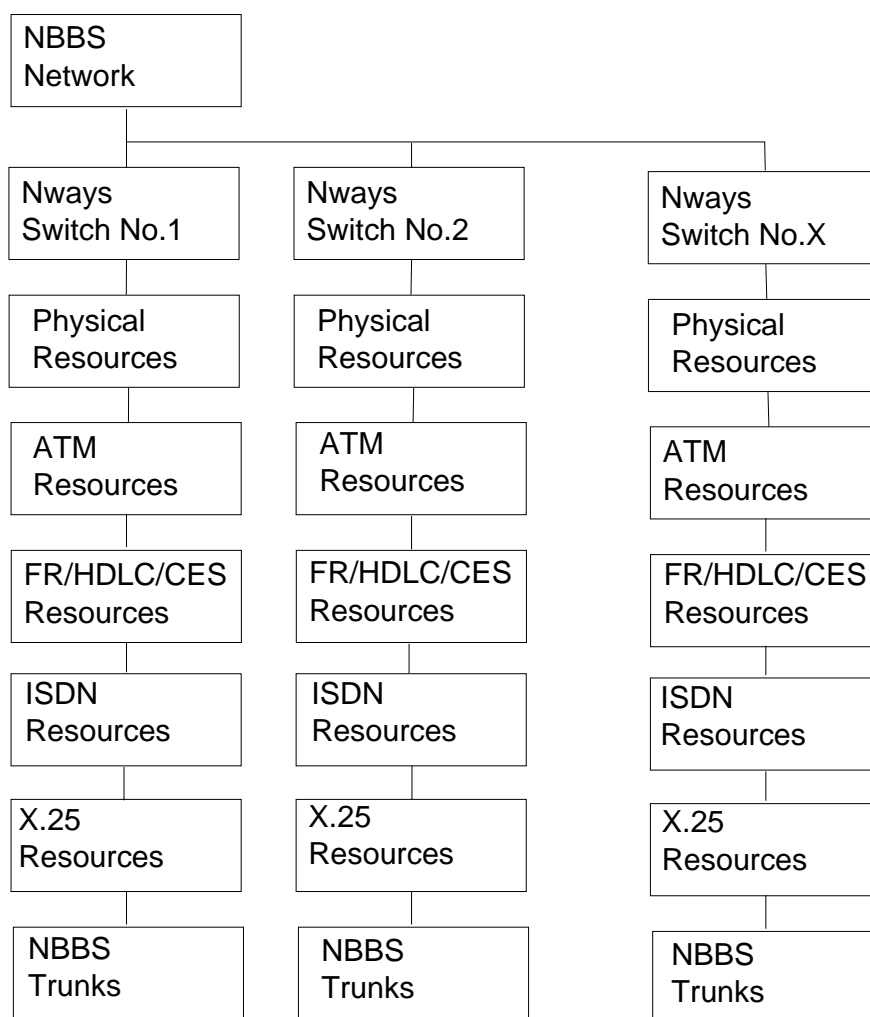 NBBS
Network
Nways
Switch No.1
Nways
Switch No.2
Nways
Switch No.X
Physical
Resources
Physical
Resources
Physical
Resources
ATM
Resources
ATM
Resources
ATM
Resources
FR/HDLC/CES
Resources
FR/HDLC/CES
Resources
FR/HDLC/CES
Resources
ISDN
Resources
ISDN
Resources
ISDN
Resources
X.25
Resources
X.25
Resources
X.25
Resources
NBBS
Trunks
NBBS
Trunks
NBBS
Trunks